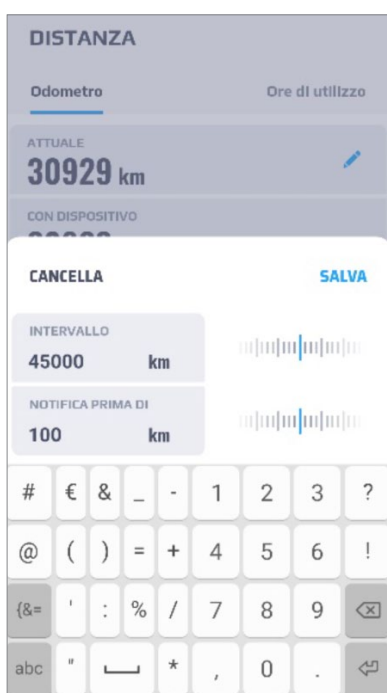 DISTANZA
Odometro Ore di utilizzo
ATTUALE
30929 km
CON DISPOSITIVO
CANCELLA SALVA
INTERVALLO
45000 km
NOTIFICA PRIMA DI
100 km
# € & _ - 1 2 3 ?
@ ( ) = + 4 5 6 !
{&= ' : % / 7 8 9
abc " * , 0 .